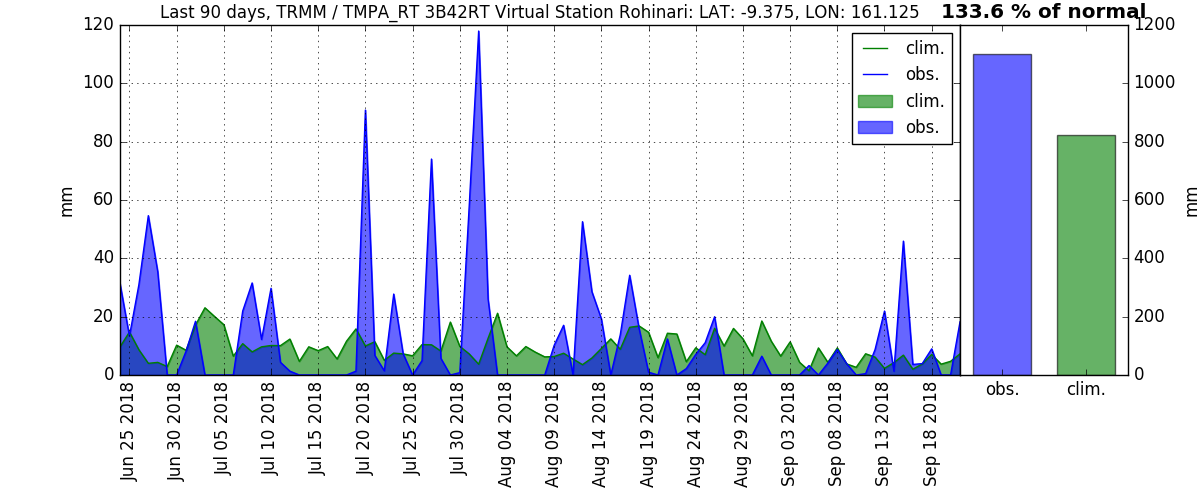 Last 90 days, TRMM / TMPA_RT 3B42RT Virtual Station Rohinari: LAT: -9.375, LON: 161.125
133.6 % of normal
120
100
80
60
40
20
0
mm
clim.
obs.
clim.
obs.
1200
1000
800
600
400
200
0
mm
Jun 25 2018
Jun 30 2018
Jul 05 2018
Jul 10 2018
Jul 15 2018
Jul 20 2018
Jul 25 2018
Jul 30 2018
Aug 04 2018
Aug 09 2018
Aug 14 2018
Aug 19 2018
Aug 24 2018
Aug 29 2018
Sep 03 2018
Sep 08 2018
Sep 13 2018
Sep 18 2018
obs.
clim.